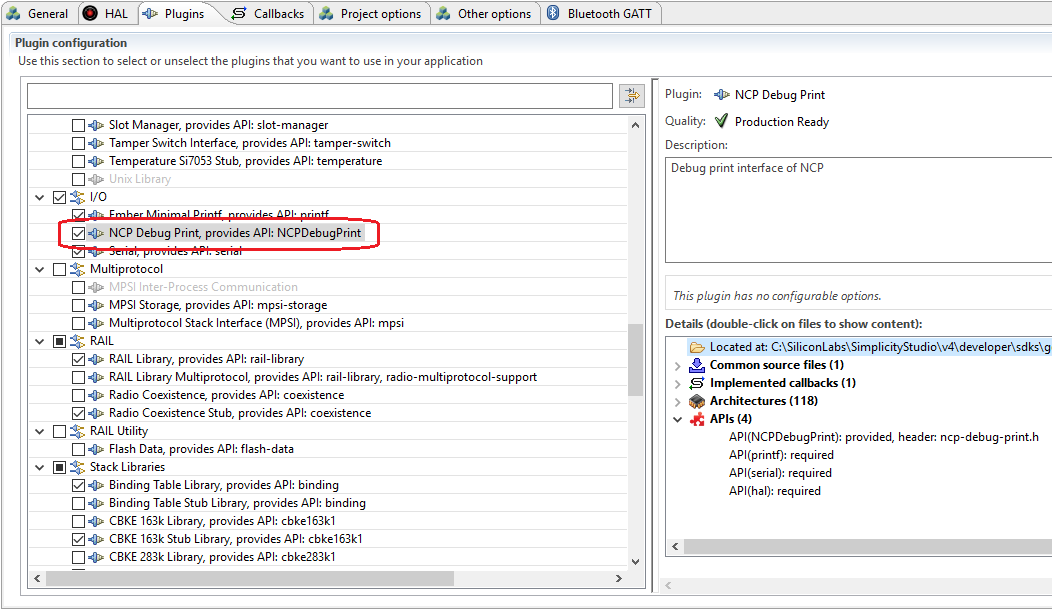 General HAL Plugins Callbacks Project options Other options Bluetooth GATT
Plugin configuration
Use this section to select or unselect the plugins that you want to use in your application
Slot Manager, provides API: slot-manager
Tamper Switch Interface, provides API: tamper-switch
Temperature Si7053 Stub, provides API: temperature
Unix Library
I/O
Ember Minimal Printf, provides API: printf
NCP Debug Print, provides API: NCPDebugPrint
Serial, provides API: serial
Multiprotocol
MPSI Inter-Process Communication
MPSI Storage, provides API: mpsi-storage
Multiprotocol Stack Interface (MPSI), provides API: mpsi
RAIL
RAIL Library, provides API: rail-library
RAIL Library Multiprotocol, provides API: rail-library, radio-multiprotocol-support
Radio Coexistence, provides API: coexistence
Radio Coexistence Stub, provides API: coexistence
RAIL Utility
Flash Data, provides API: flash-data
Stack Libraries
Binding Table Library, provides API: binding
Binding Table Stub Library, provides API: binding
CBKE 163k Library, provides API: cbke163k1
CBKE 163k Stub Library, provides API: cbke163k1
CBKE 283k Library, provides API: cbke283k1
Plugin: NCP Debug Print
Quality: Production Ready
Description:
Debug print interface of NCP
This plugin has no configurable options.
Details (double-click on files to show content):
Located at: C:\SiliconLabs\SimplicityStudio\v4\developer\sdks\g
Common source files (1)
Implemented callbacks (1)
Architectures (118)
APIs (4)
API(NCPDebugPrint): provided, header: ncp-debug-print.h
API(printf): required
API(serial): required
API(hal): required